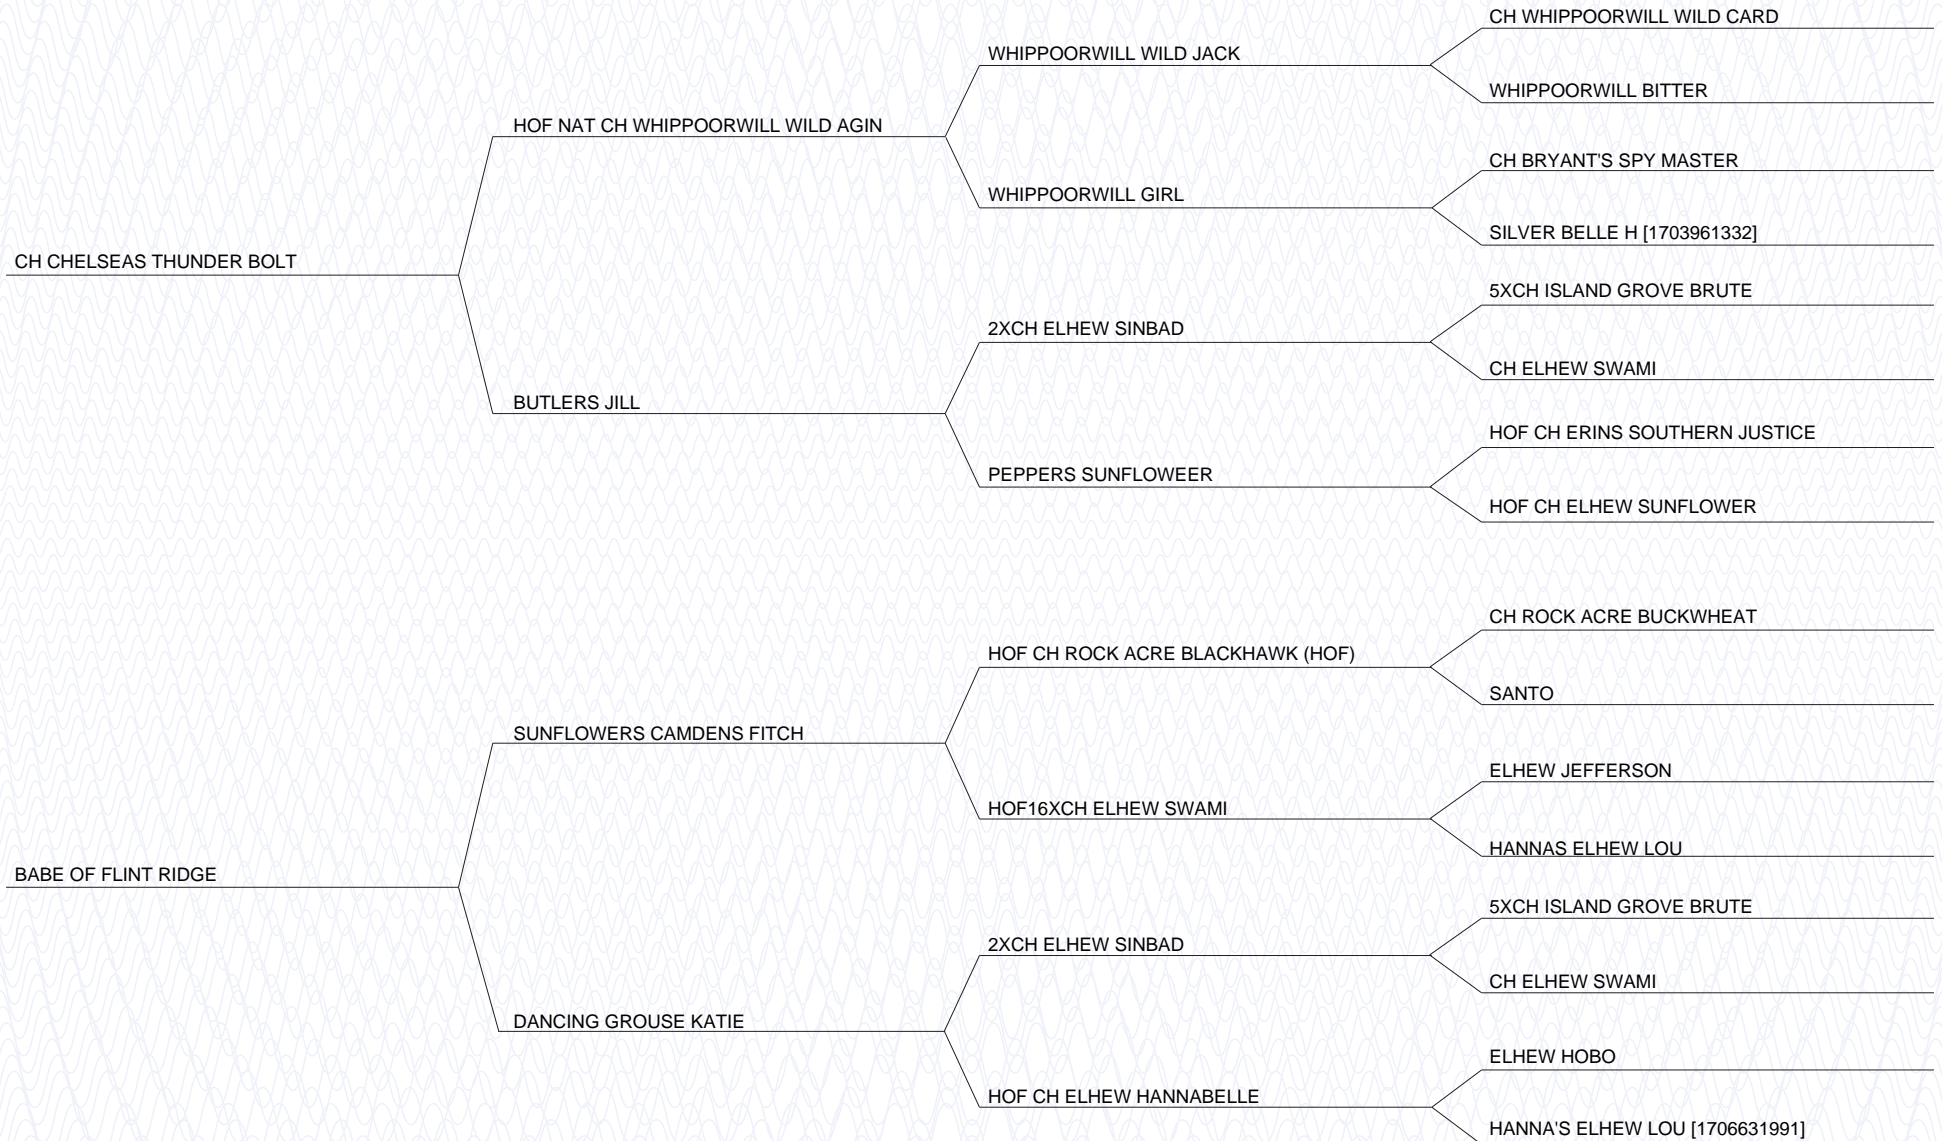 CH WHIPPOORWILL WILD CARD
WHIPPOORWILL WILD JACK
WHIPPOORWILL BITTER
HOF NAT CH WHIPPOORWILL WILD AGIN
CH BRYANT'S SPY MASTER
WHIPPOORWILL GIRL
SILVER BELLE H [1703961332]
CH CHELSEAS THUNDER BOLT
5XCH ISLAND GROVE BRUTE
2XCH ELHEW SINBAD
CH ELHEW SWAMI
BUTLERS JILL
HOF CH ERINS SOUTHERN JUSTICE
PEPPERS SUNFLOWEER
HOF CH ELHEW SUNFLOWER
CH ROCK ACRE BUCKWHEAT
HOF CH ROCK ACRE BLACKHAWK (HOF)
SANTO
SUNFLOWERS CAMDENS FITCH
ELHEW JEFFERSON
HOF16XCH ELHEW SWAMI
HANNAS ELHEW LOU
BABE OF FLINT RIDGE
5XCH ISLAND GROVE BRUTE
2XCH ELHEW SINBAD
CH ELHEW SWAMI
DANCING GROUSE KATIE
ELHEW HOBO
HOF CH ELHEW HANNABELLE
HANNA'S ELHEW LOU [1706631991]